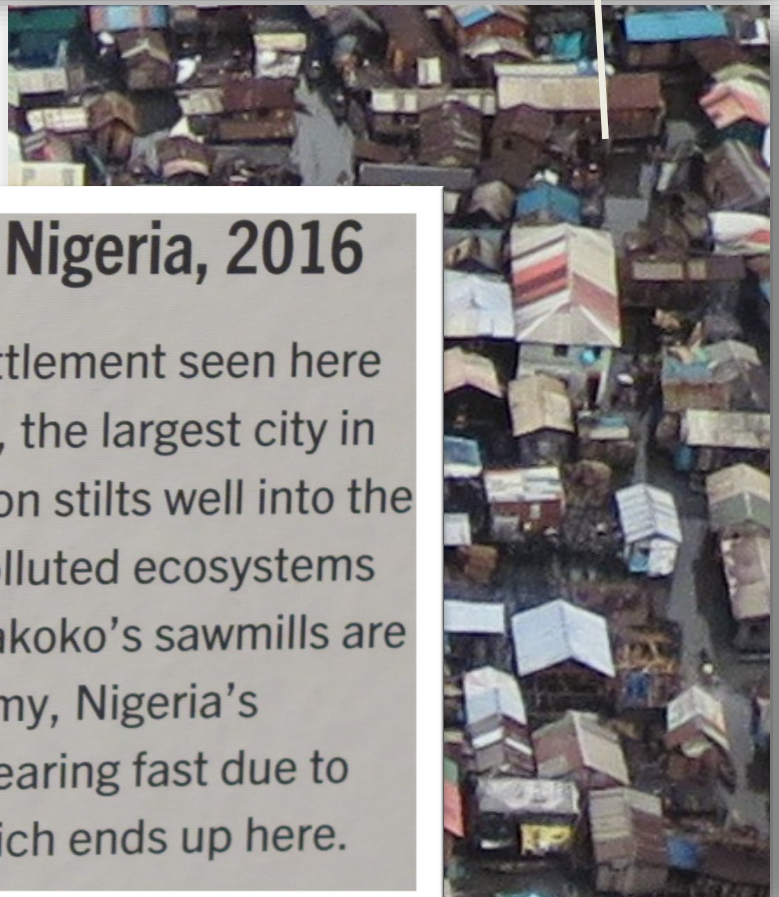 Nigeria, 2016
ttlement seen here
, the largest city in
on stilts well into the
lluted ecosystems
akoko’s sawmills are
my, Nigeria’s
earing fast due to
ich ends up here.